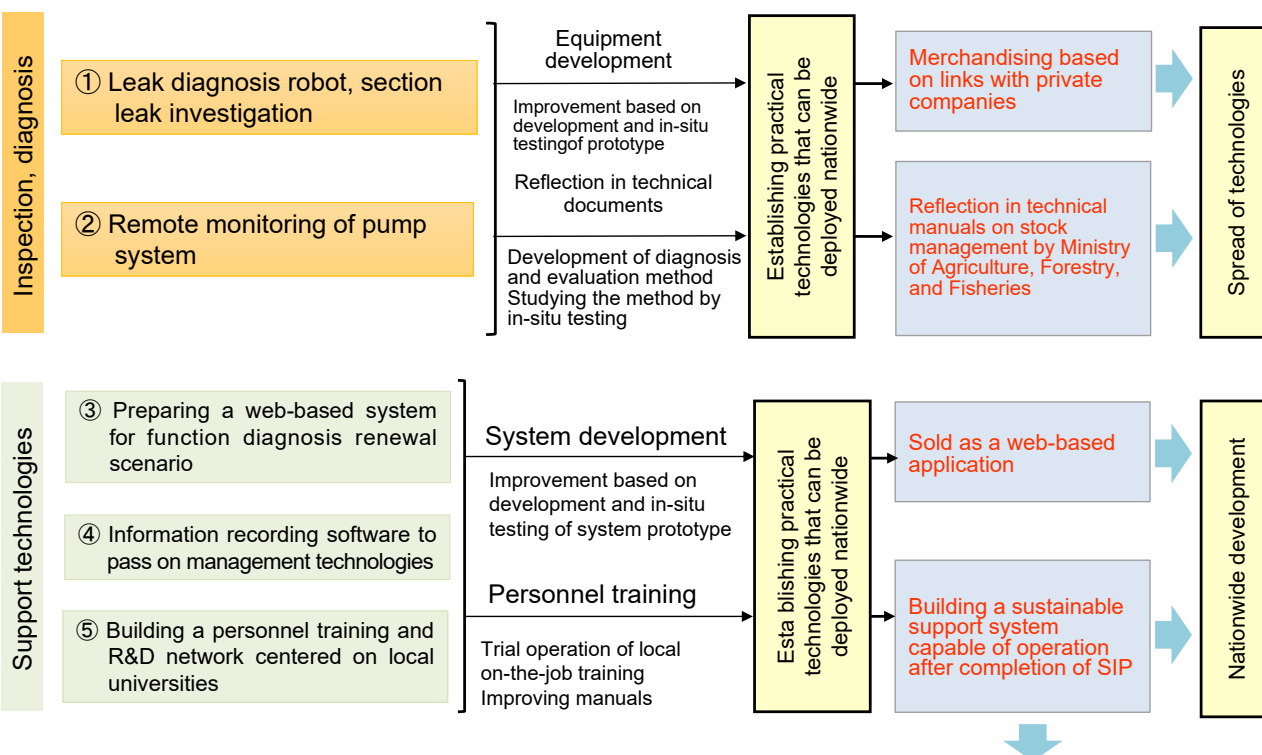 Inspection, diagnosis
① Leak diagnosis robot, section
leak investigation
② Remote monitoring of pump
system
Equipment
development
Improvement based on
development and in-situ
testingof prototype
Reflection in technical
documents
Development of diagnosis
and evaluation method
Studying the method by
in-situ testing
Establishing practical
technologies that can be
deployed nationwide
Merchandising based
on links with private
companies
Reflection in technical
manuals on stock
management by Ministry
of Agriculture, Forestry,
and Fisheries
Spread of technologies
Support technologies
③ Preparing a web-based system
for function diagnosis renewal
scenario
④ Information recording software to
pass on management technologies
⑤ Building a personnel training and
R&D network centered on local
universities
System development
Improvement based on
development and in-situ
testing of system prototype
Personnel training
Trial operation of local
on-the-job training
Improving manuals
Esta blishing practical
technologies that can be
deployed nationwide
Sold as a web-based
application
Building a sustainable
support system
capable of operation
after completion of SIP
Nationwide development